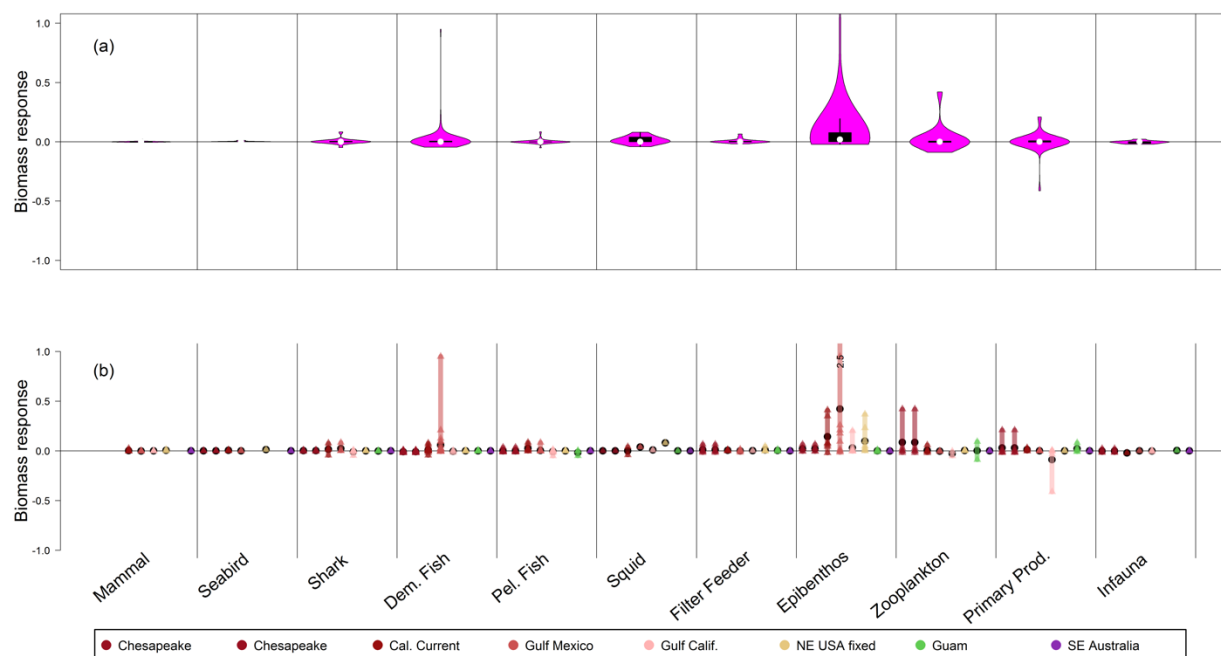 (a)
Biomass response
1.0
0.5
0.0
-0.5
-1.0
(b)
Biomass response
1.0
0.5
0.0
-0.5
-1.0
2.5
Mammal
Seabird
Shark
Dem. Fish
Pel. Fish
Squid
Filter Feeder
Epibenthos
Zooplankton
Primary Prod.
Infauna
Chesapeake Chesapeake Cal. Current Gulf Mexico Gulf Calif. NE USA fixed Guam SE Australia